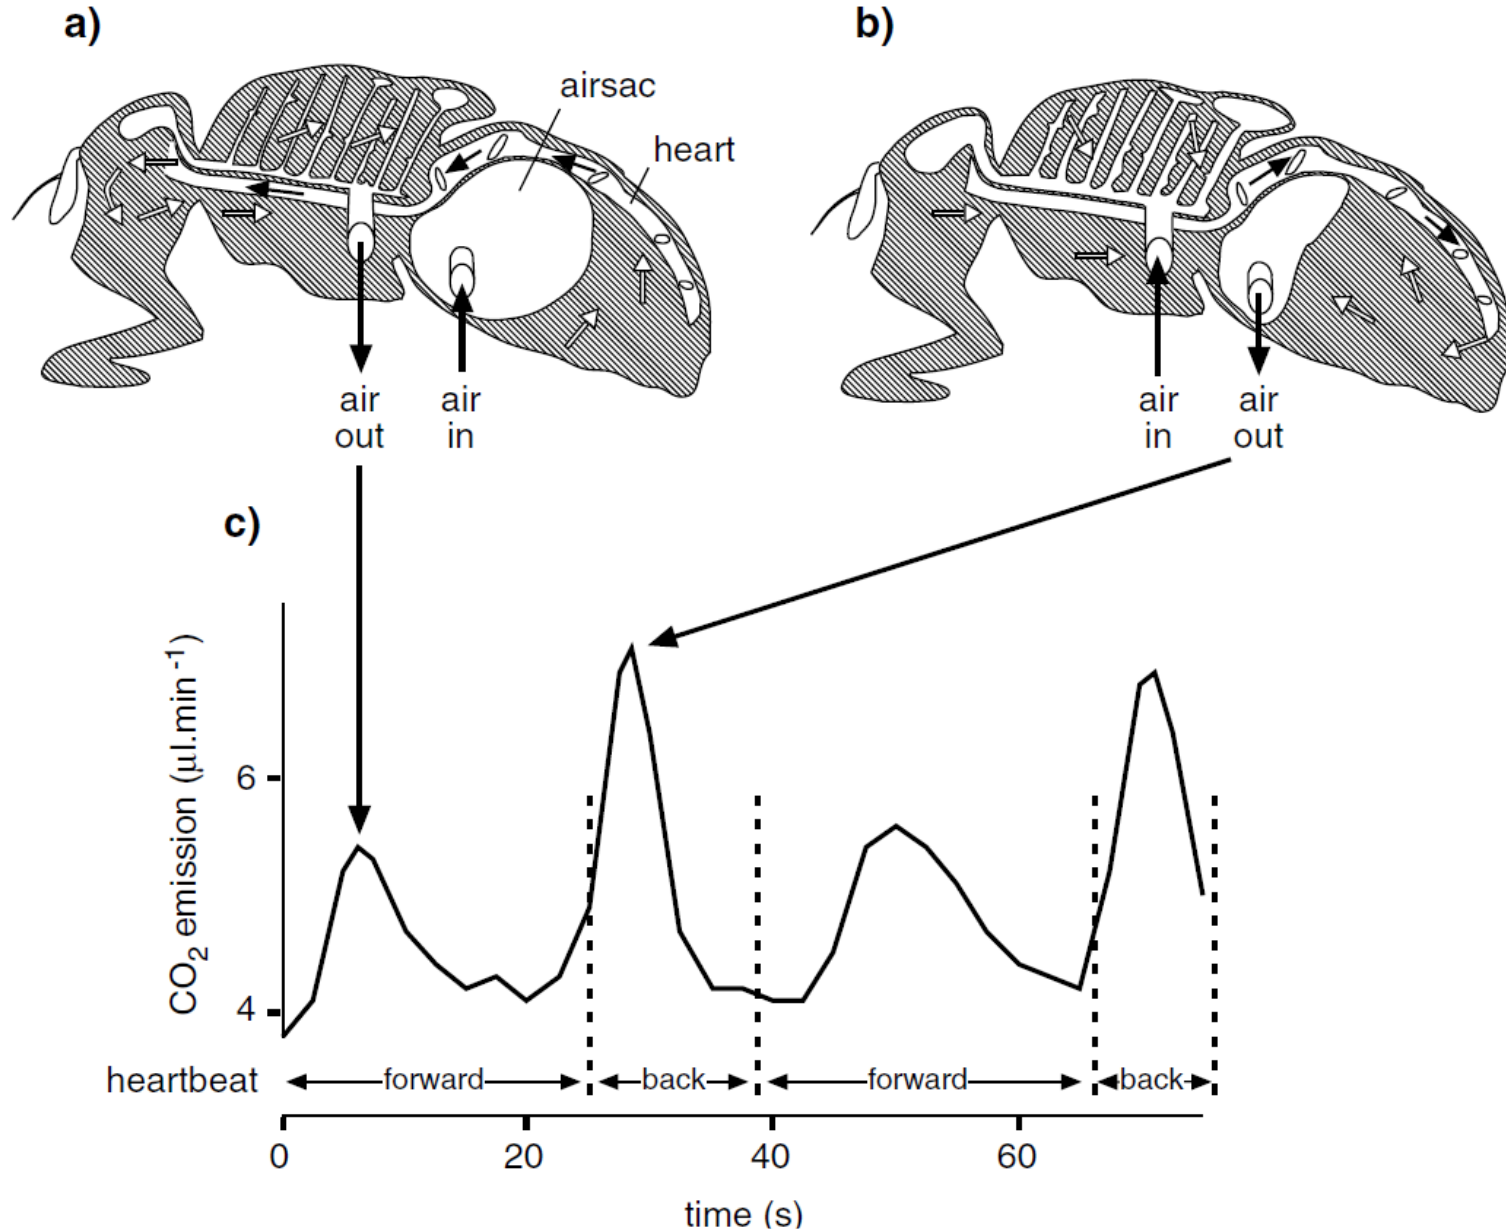 a)
b)
airsac
heart
air
out
air
in
air
in
air
out
c)
CO₂ emission (µl.min⁻¹)
6
4
heartbeat
forward
back
forward
back
0
20
40
60
time (s)